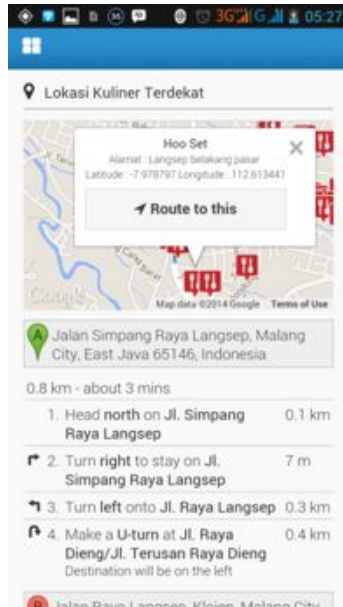 36
3G
G
05:27
Lokasi Kuliner Terdekat
Hoo Set
Alamat : Langsep belakang pasar
Latitude : -7.978797 Longitude : 112.613441
Route to this
Google
Map data ©2014 Google Terms of Use
A
Jalan Simpang Raya Langsep, Malang
City, East Java 65146, Indonesia
0.8 km - about 3 mins
1. Head north on Jl. Simpang 0.1 km
Raya Langsep
2. Turn right to stay on Jl. 7 m
Simpang Raya Langsep
3. Turn left onto Jl. Raya Langsep 0.3 km
4. Make a U-turn at Jl. Raya 0.4 km
Dieng/Jl. Terusan Raya Dieng
Destination will be on the left
B
Jalan Raya Langsep, Klojen, Malang City